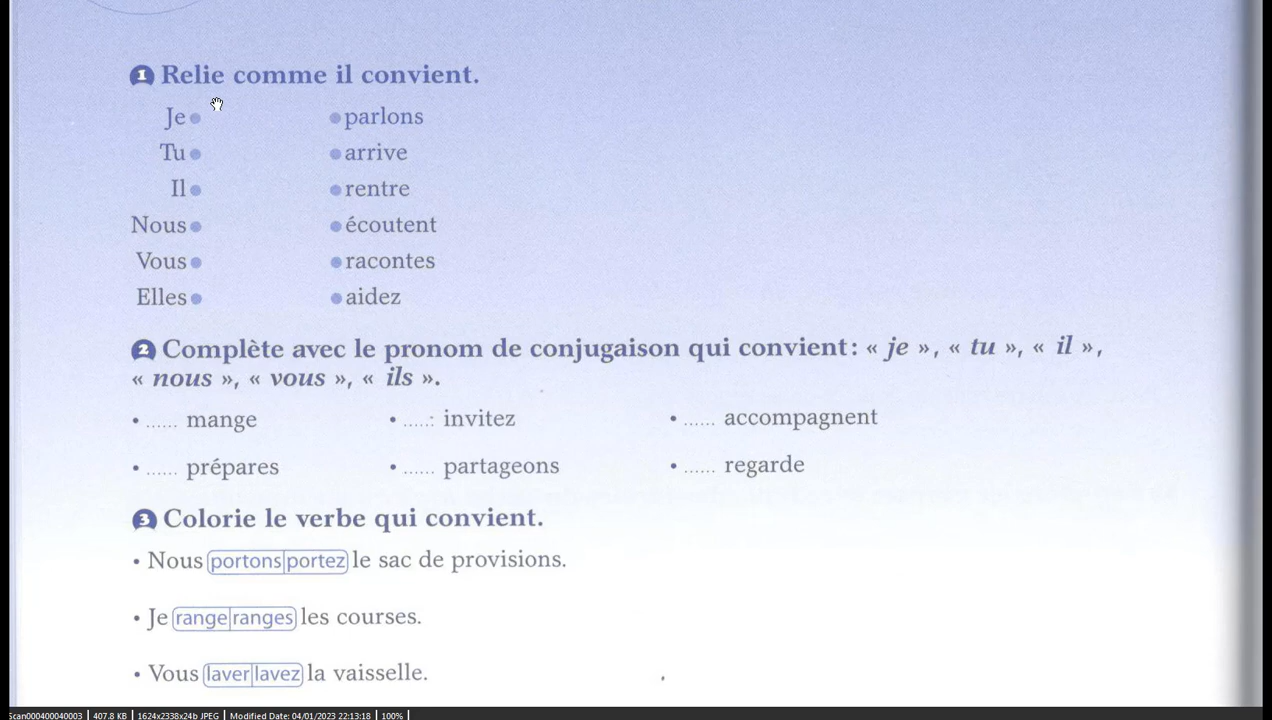 1 Relie comme il convient.
Je • • parlons
Tu • • arrive
Il • • rentre
Nous • • écoutent
Vous • • racontes
Elles • • aidez
2 Complète avec le pronom de conjugaison qui convient : « je », « tu », « il »,
« nous », « vous », « ils ».
• ...... mange • .....: invitez • ...... accompagnent
• ...... prépares • ...... partageons • ...... regarde
3 Colorie le verbe qui convient.
• Nous portons|portez le sac de provisions.
• Je range|ranges les courses.
• Vous laver|lavez la vaisselle.
Scan000400040003 | 407.8 KB | 1624x2338x24b JPEG | Modified Date: 04/01/2023 22:13:18 | 100% |